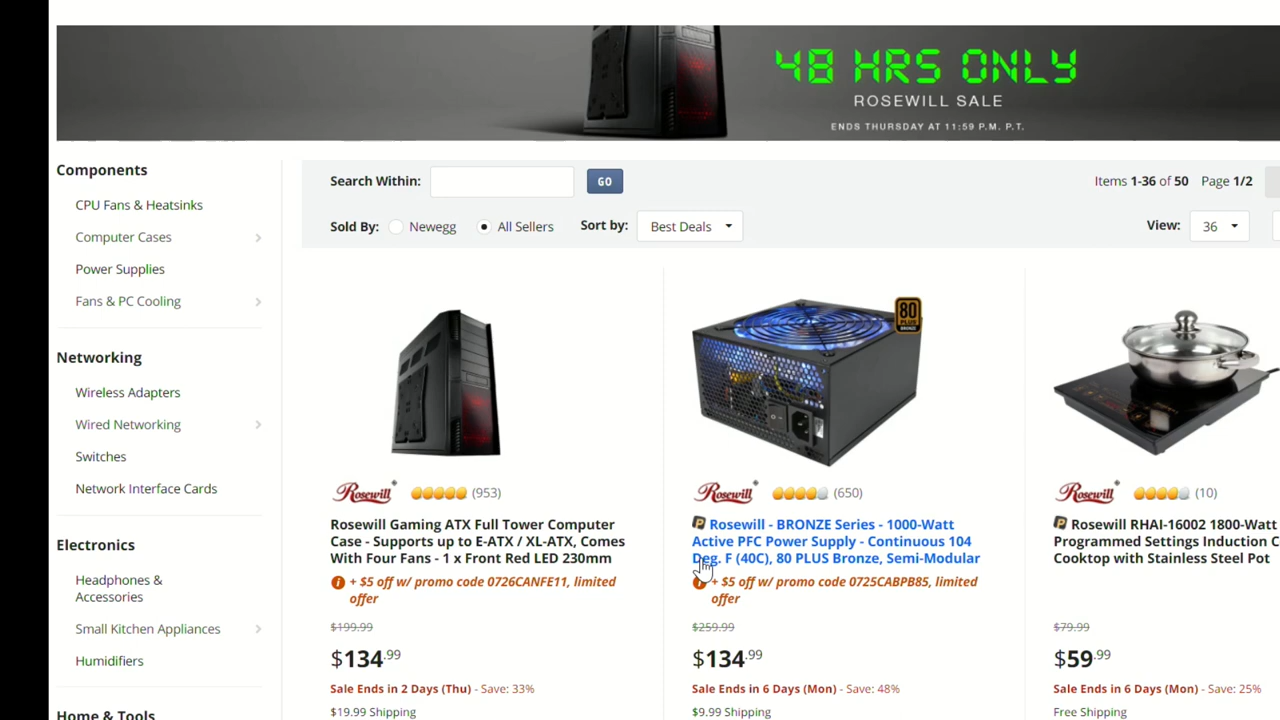 48 HRS ONLY
ROSEWILL SALE
ENDS THURSDAY AT 11:59 P.M. P.T.
Components
CPU Fans & Heatsinks
Computer Cases
Power Supplies
Fans & PC Cooling
Networking
Wireless Adapters
Wired Networking
Switches
Network Interface Cards
Electronics
Headphones &
Accessories
Small Kitchen Appliances
Humidifiers
Home & Tools
Search Within:
GO
Items 1-36 of 50 Page 1/2
Sold By: Newegg All Sellers Sort by: Best Deals
View: 36
Rosewill (953)
Rosewill Gaming ATX Full Tower Computer
Case - Supports up to E-ATX / XL-ATX, Comes
With Four Fans - 1 x Front Red LED 230mm
+ $5 off w/ promo code 0726CANFE11, limited
offer
$199.99
$134.99
Sale Ends in 2 Days (Thu) - Save: 33%
$19.99 Shipping
80
PLUS
BRONZE
Rosewill (650)
Rosewill - BRONZE Series - 1000-Watt
Active PFC Power Supply - Continuous 104
Deg. F (40C), 80 PLUS Bronze, Semi-Modular
+ $5 off w/ promo code 0725CABPB85, limited
offer
$259.99
$134.99
Sale Ends in 6 Days (Mon) - Save: 48%
$9.99 Shipping
Rosewill (10)
Rosewill RHAI-16002 1800-Watt
Programmed Settings Induction C
Cooktop with Stainless Steel Pot
$79.99
$59.99
Sale Ends in 6 Days (Mon) - Save: 25%
Free Shipping